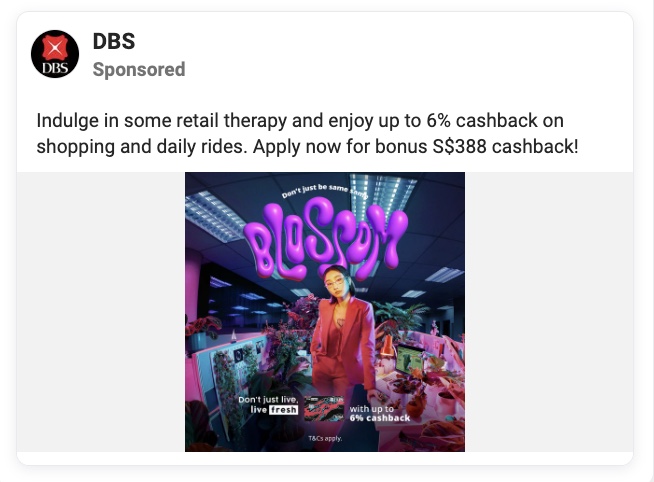 DBS
DBS
Sponsored
Indulge in some retail therapy and enjoy up to 6% cashback on
shopping and daily rides. Apply now for bonus S$388 cashback!
Don't just be same same
BLOSSOM
Don't just live,
live fresh
with up to
6% cashback
T&Cs apply.